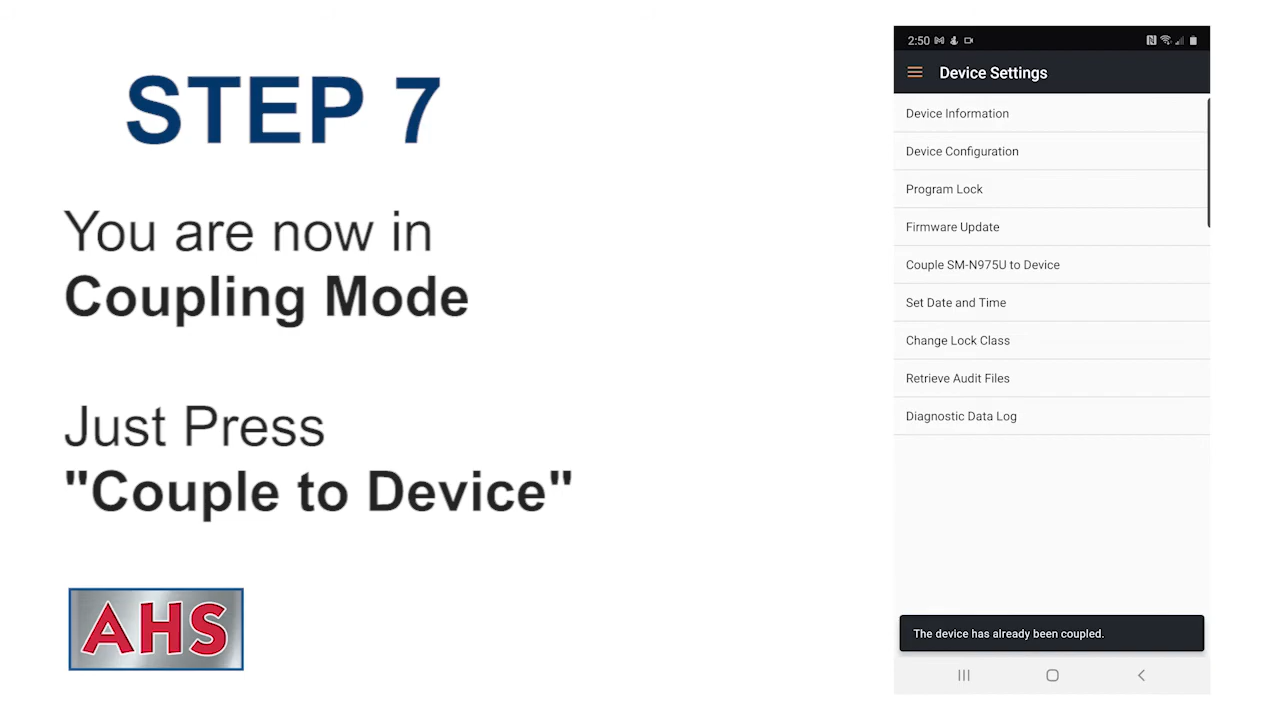 STEP 7
You are now in
Coupling Mode
Just Press
"Couple to Device"
AHS
2:50
Device Settings
Device Information
Device Configuration
Program Lock
Firmware Update
Couple SM-N975U to Device
Set Date and Time
Change Lock Class
Retrieve Audit Files
Diagnostic Data Log
The device has already been coupled.